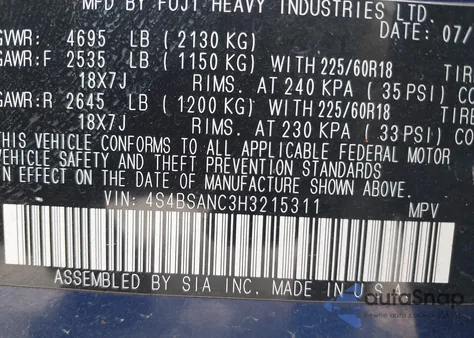 MFD BY FUJI HEAVY INDUSTRIES LTD.
DATE: 07/
GVWR: 4695 LB (2130 KG)
GAWR:F 2535 LB (1150 KG) WITH 225/60R18 TIRE
18X7J RIMS. AT 240 KPA (35 PSI) COLD
GAWR:R 2645 LB (1200 KG) WITH 225/60R18 TIRE
18X7J RIMS. AT 230 KPA (33 PSI) COLD
THIS VEHICLE CONFORMS TO ALL APPLICABLE FEDERAL MOTOR
VEHICLE SAFETY AND THEFT PREVENTION STANDARDS
IN EFFECT ON THE DATE OF MANUFACTURE SHOWN ABOVE.
VIN: 4S4BSANC3H3215311 MPV
ASSEMBLED BY SIA INC. MADE IN U.S.A.
autoSnap